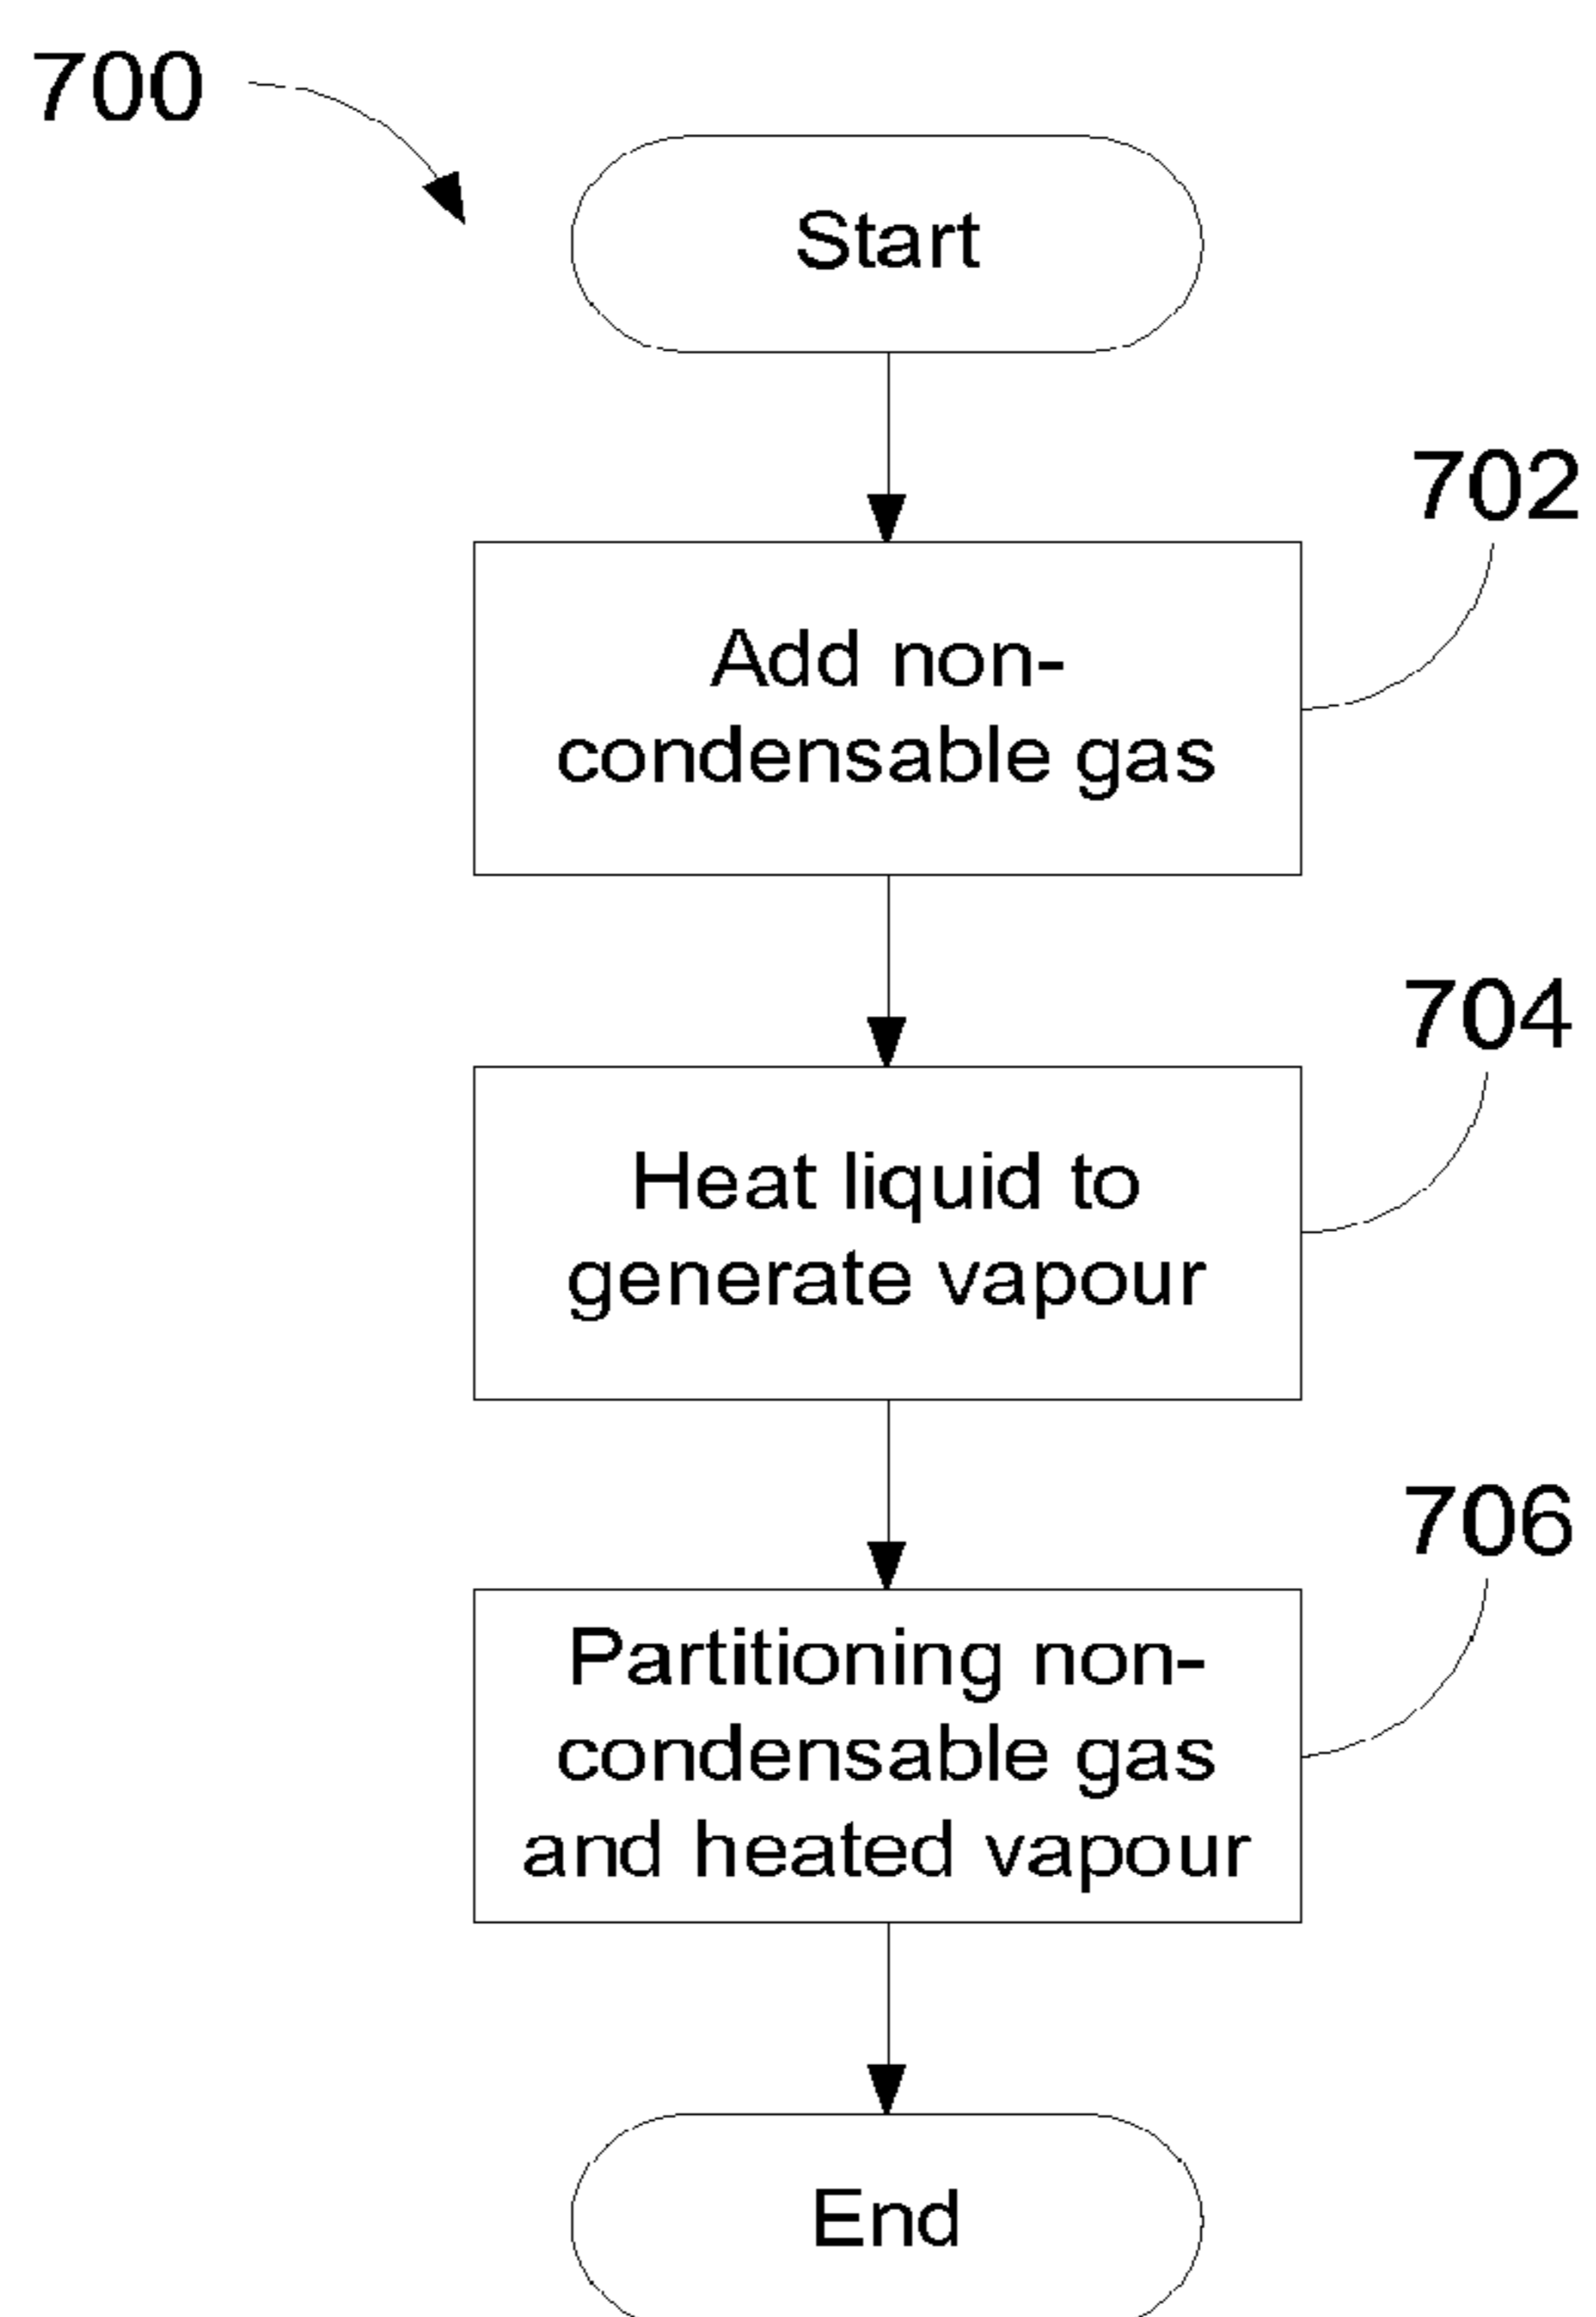 700
Start
702
Add non-
condensable gas
704
Heat liquid to
generate vapour
706
Partitioning non-
condensable gas
and heated vapour
End